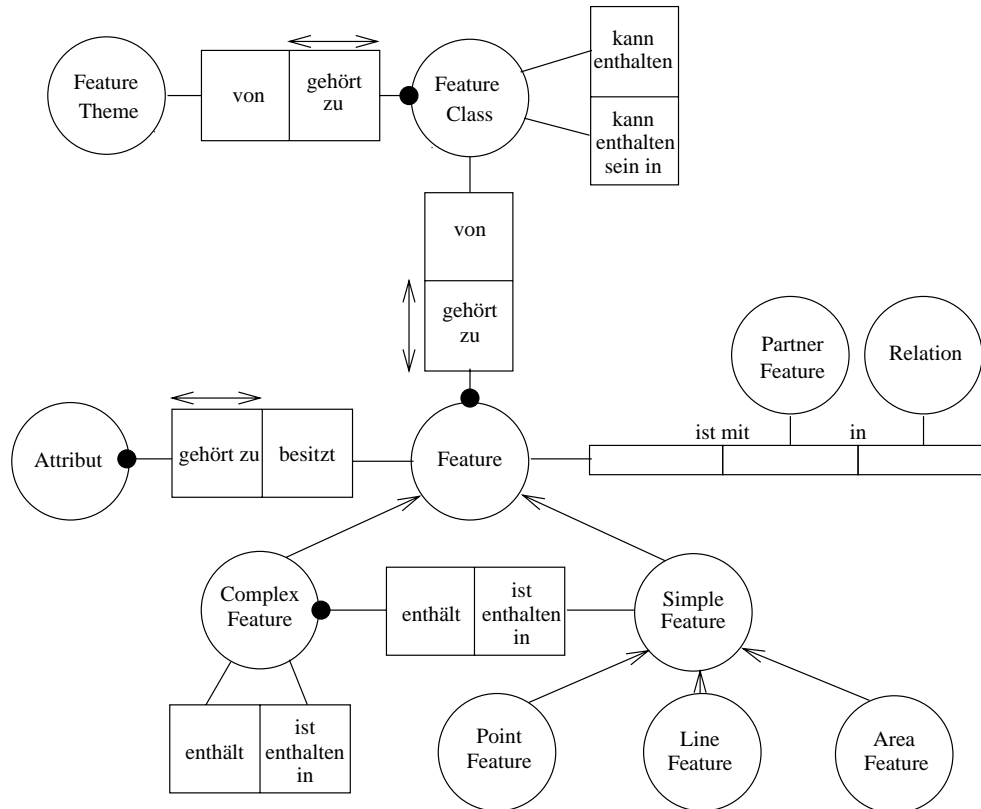 Feature
Theme
von
gehört
zu
Feature
Class
kann
enthalten
kann
enthalten
sein in
von
gehört
zu
Partner
Feature
Relation
Attribut
gehört zu
besitzt
Feature
ist mit
in
Complex
Feature
enthält
ist
enthalten
in
Simple
Feature
enthält
ist
enthalten
in
Point
Feature
Line
Feature
Area
Feature